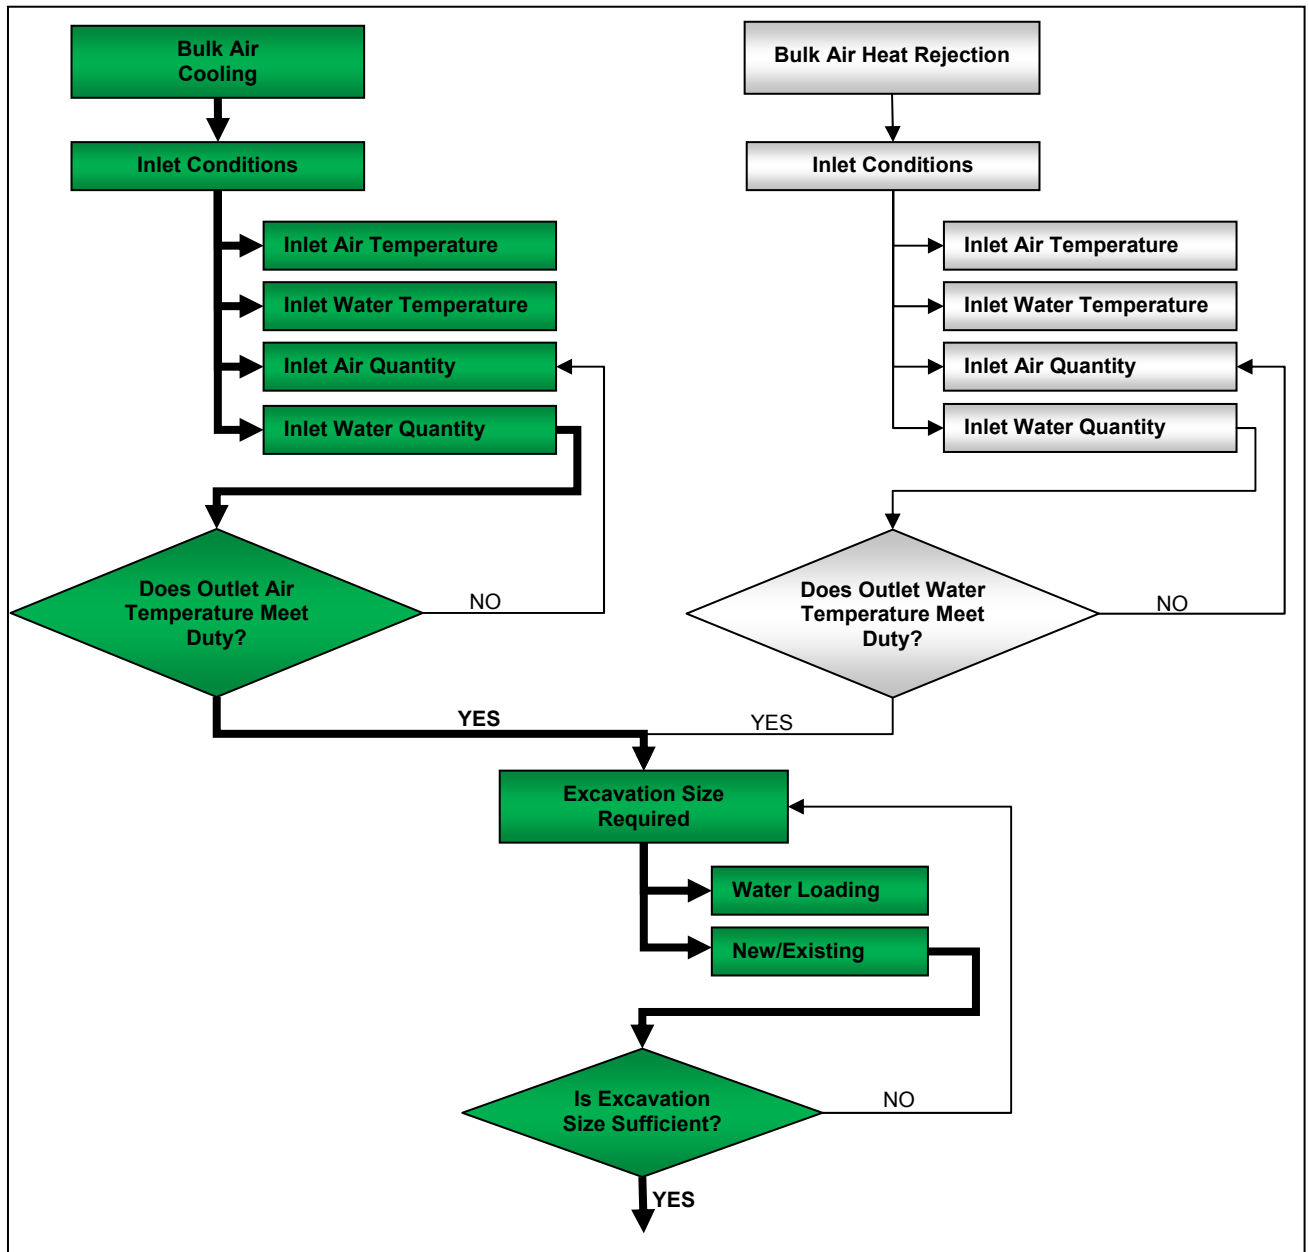 Bulk Air
Cooling
Inlet Conditions
Inlet Air Temperature
Inlet Water Temperature
Inlet Air Quantity
Inlet Water Quantity
Does Outlet Air
Temperature Meet
Duty?
NO
YES
Bulk Air Heat Rejection
Inlet Conditions
Inlet Air Temperature
Inlet Water Temperature
Inlet Air Quantity
Inlet Water Quantity
Does Outlet Water
Temperature Meet
Duty?
NO
YES
Excavation Size
Required
Water Loading
New/Existing
Is Excavation
Size Sufficient?
NO
YES